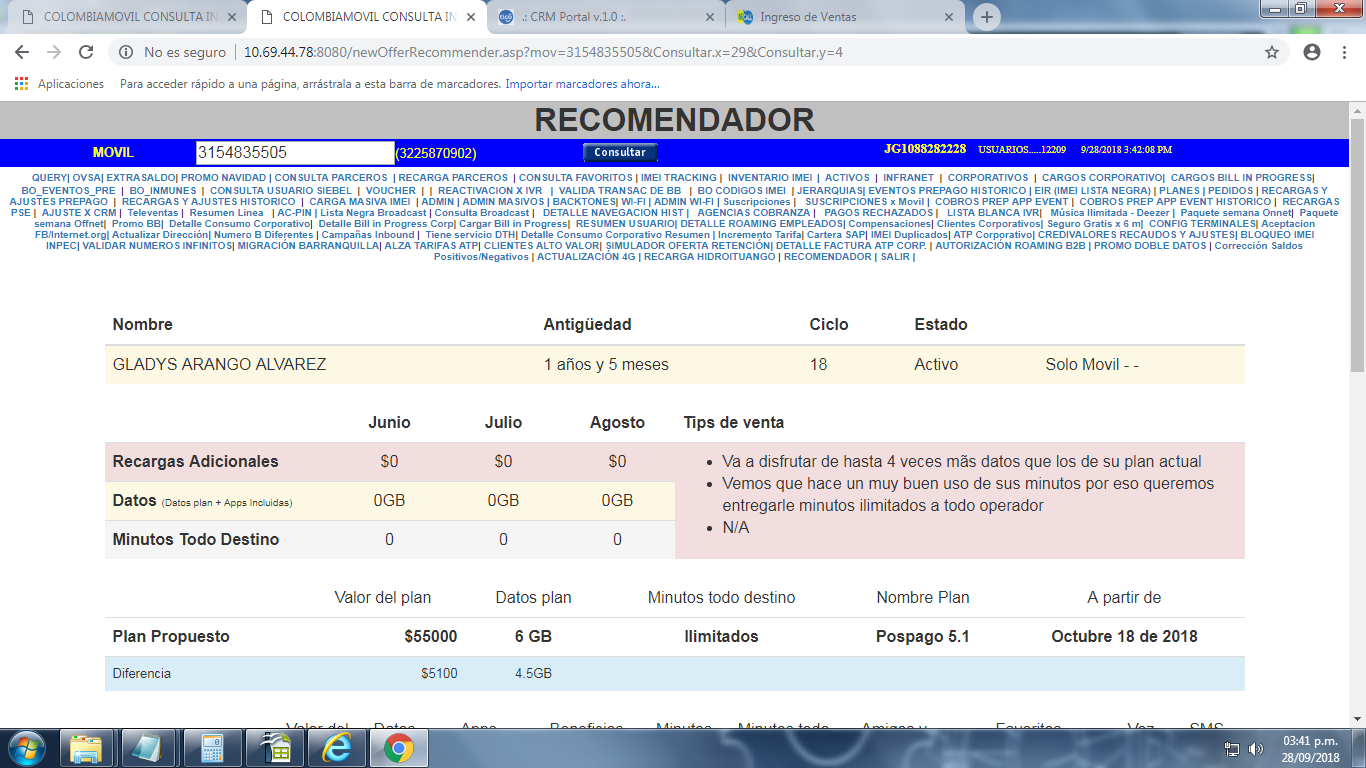 COLOMBIAMOVIL CONSULTA IN
COLOMBIAMOVIL CONSULTA IN
.: CRM Portal v.1.0 :.
Ingreso de Ventas
No es seguro | 10.69.44.78:8080/newOfferRecommender.asp?mov=3154835505&Consultar.x=29&Consultar.y=4
Aplicaciones Para acceder rápido a una página, arrástrala a esta barra de marcadores. Importar marcadores ahora...
RECOMENDADOR
MOVIL 3154835505 (3225870902) Consultar JG1088282228 USUARIOS.....12209 9/28/2018 3:42:08 PM
QUERY| OVSA| EXTRASALDO| PROMO NAVIDAD | CONSULTA PARCEROS | RECARGA PARCEROS | CONSULTA FAVORITOS | IMEI TRACKING | INVENTARIO IMEI | ACTIVOS | INFRANET | CORPORATIVOS | CARGOS CORPORATIVO| CARGOS BILL IN PROGRESS|
BO_EVENTOS_PRE | BO_INMUNES | CONSULTA USUARIO SIEBEL | VOUCHER | | REACTIVACION X IVR | VALIDA TRANSAC DE BB | BO CODIGOS IMEI | JERARQUIAS| EVENTOS PREPAGO HISTORICO | EIR (IMEI LISTA NEGRA) | PLANES | PEDIDOS | RECARGAS Y
AJUSTES PREPAGO | RECARGAS Y AJUSTES HISTORICO | CARGA MASIVA IMEI | ADMIN | ADMIN MASIVOS | BACKTONES| WI-FI | ADMIN WI-FI | Suscripciones | SUSCRIPCIONES x Movil | COBROS PREP APP EVENT | COBROS PREP APP EVENT HISTORICO | RECARGAS
PSE | AJUSTE X CRM | Televentas | Resumen Linea | AC-PIN | Lista Negra Broadcast | Consulta Broadcast | DETALLE NAVEGACION HIST | AGENCIAS COBRANZA | PAGOS RECHAZADOS | LISTA BLANCA IVR| Música Ilimitada - Deezer | Paquete semana Onnet| Paquete
semana Offnet| Promo BB| Detalle Consumo Corporativo| Detalle Bill in Progress Corp| Cargar Bill in Progress| RESUMEN USUARIO| DETALLE ROAMING EMPLEADOS| Compensaciones| Clientes Corporativos| Seguro Gratis x 6 m| CONFIG TERMINALES| Aceptacion
FB/Internet.org| Actualizar Dirección| Numero B Diferentes | Campañas Inbound | Tiene servicio DTH| Detalle Consumo Corporativo Resumen | Incremento Tarifa| Cartera SAP| IMEI Duplicados| ATP Corporativo| CREDIVALORES RECAUDOS Y AJUSTES| BLOQUEO IMEI
INPEC| VALIDAR NUMEROS INFINITOS| MIGRACIÓN BARRANQUILLA| ALZA TARIFAS ATP| CLIENTES ALTO VALOR| SIMULADOR OFERTA RETENCIÓN| DETALLE FACTURA ATP CORP. | AUTORIZACIÓN ROAMING B2B | PROMO DOBLE DATOS | Corrección Saldos
Positivos/Negativos | ACTUALIZACIÓN 4G | RECARGA HIDROITUANGO | RECOMENDADOR | SALIR |
Nombre Antigüedad Ciclo Estado
GLADYS ARANGO ALVAREZ 1 años y 5 meses 18 Activo Solo Movil - -
Junio Julio Agosto Tips de venta
Recargas Adicionales $0 $0 $0
Datos (Datos plan + Apps Incluidas) 0GB 0GB 0GB
Minutos Todo Destino 0 0 0
• Va a disfrutar de hasta 4 veces mãs datos que los de su plan actual
• Vemos que hace un muy buen uso de sus minutos por eso queremos
entregarle minutos ilimitados a todo operador
• N/A
Valor del plan Datos plan Minutos todo destino Nombre Plan A partir de
Plan Propuesto $55000 6 GB Ilimitados Pospago 5.1 Octubre 18 de 2018
Diferencia $5100 4.5GB
Valor del Datos Apps Beneficios Minutos Minutos todo Amigos y Favoritos Voz SMS
03:41 p.m.
28/09/2018